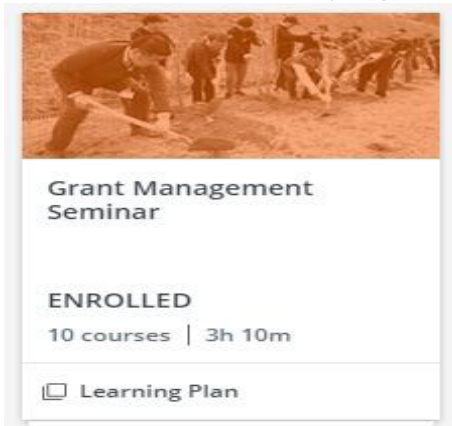 Grant Management
Seminar
ENROLLED
10 courses | 3h 10m
Learning Plan